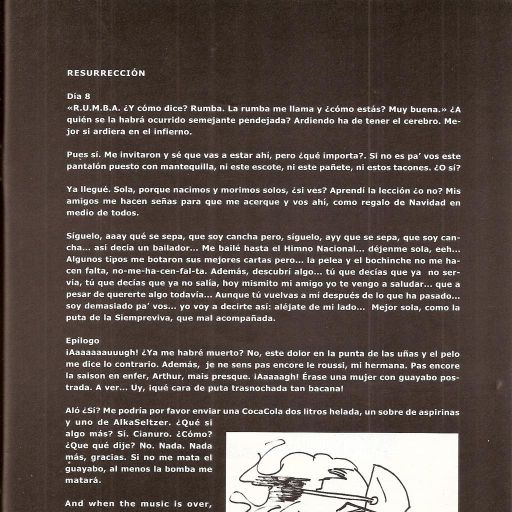 RESURRECCIÓN
Día 8
«R.U.M.B.A. ¿Y cómo dice? Rumba. La rumba me llama y ¿cómo estás? Muy buena.» ¿A
quién se la habrá ocurrido semejante pendejada? Ardiendo ha de tener el cerebro. Me-
jor si ardiera en el infierno.
Pues sí. Me invitaron y sé que vas a estar ahí, pero ¿qué importa?. Si no es pa' vos este
pantalón puesto con mantequilla, ni este escote, ni este pañete, ni estos tacones. ¿O sí?
Ya llegué. Sola, porque nacimos y morimos solos, ¿si ves? Aprendí la lección ¿o no? Mis
amigos me hacen señas para que me acerque y vos ahí, como regalo de Navidad en
medio de todos.
Síguelo, aaay qué se sepa, que soy cancha pero, síguelo, ayy que se sepa, que soy can-
cha... así decía un bailador... Me bailé hasta el Himno Nacional... déjenme sola, eeh...
Algunos tipos me botaron sus mejores cartas pero... la pelea y el bochinche no me ha-
cen falta, no-me-ha-cen-fal-ta. Además, descubrí algo... tú que decías que ya no ser-
vía, tú que decías que ya no salía, hoy mismito mi amigo yo te vengo a saludar... que a
pesar de quererte algo todavía... Aunque tú vuelvas a mí después de lo que ha pasado...
soy demasiado pa' vos... yo voy a decirte así: aléjate de mi lado... Mejor sola, como la
puta de la Siempreviva, que mal acompañada.
Epílogo
¡Aaaaaaaauuugh! ¿Ya me habré muerto? No, este dolor en la punta de las uñas y el pelo
me dice lo contrario. Además, je ne sens pas encore le roussi, mi hermana. Pas encore
la saison en enfer, Arthur, mais presque. ¡Aaaaagh! Érase una mujer con guayabo pos-
trada. A ver... Uy, ¡qué cara de puta trasnochada tan bacana!
Aló ¿Sí? Me podría por favor enviar una CocaCola dos litros helada, un sobre de aspirinas
y uno de AlkaSeltzer. ¿Qué si
algo más? Sí. Cianuro. ¿Cómo?
¿Que qué dije? No. Nada. Nada
más, gracias. Si no me mata el
guayabo, al menos la bomba me
matará.
And when the music is over,